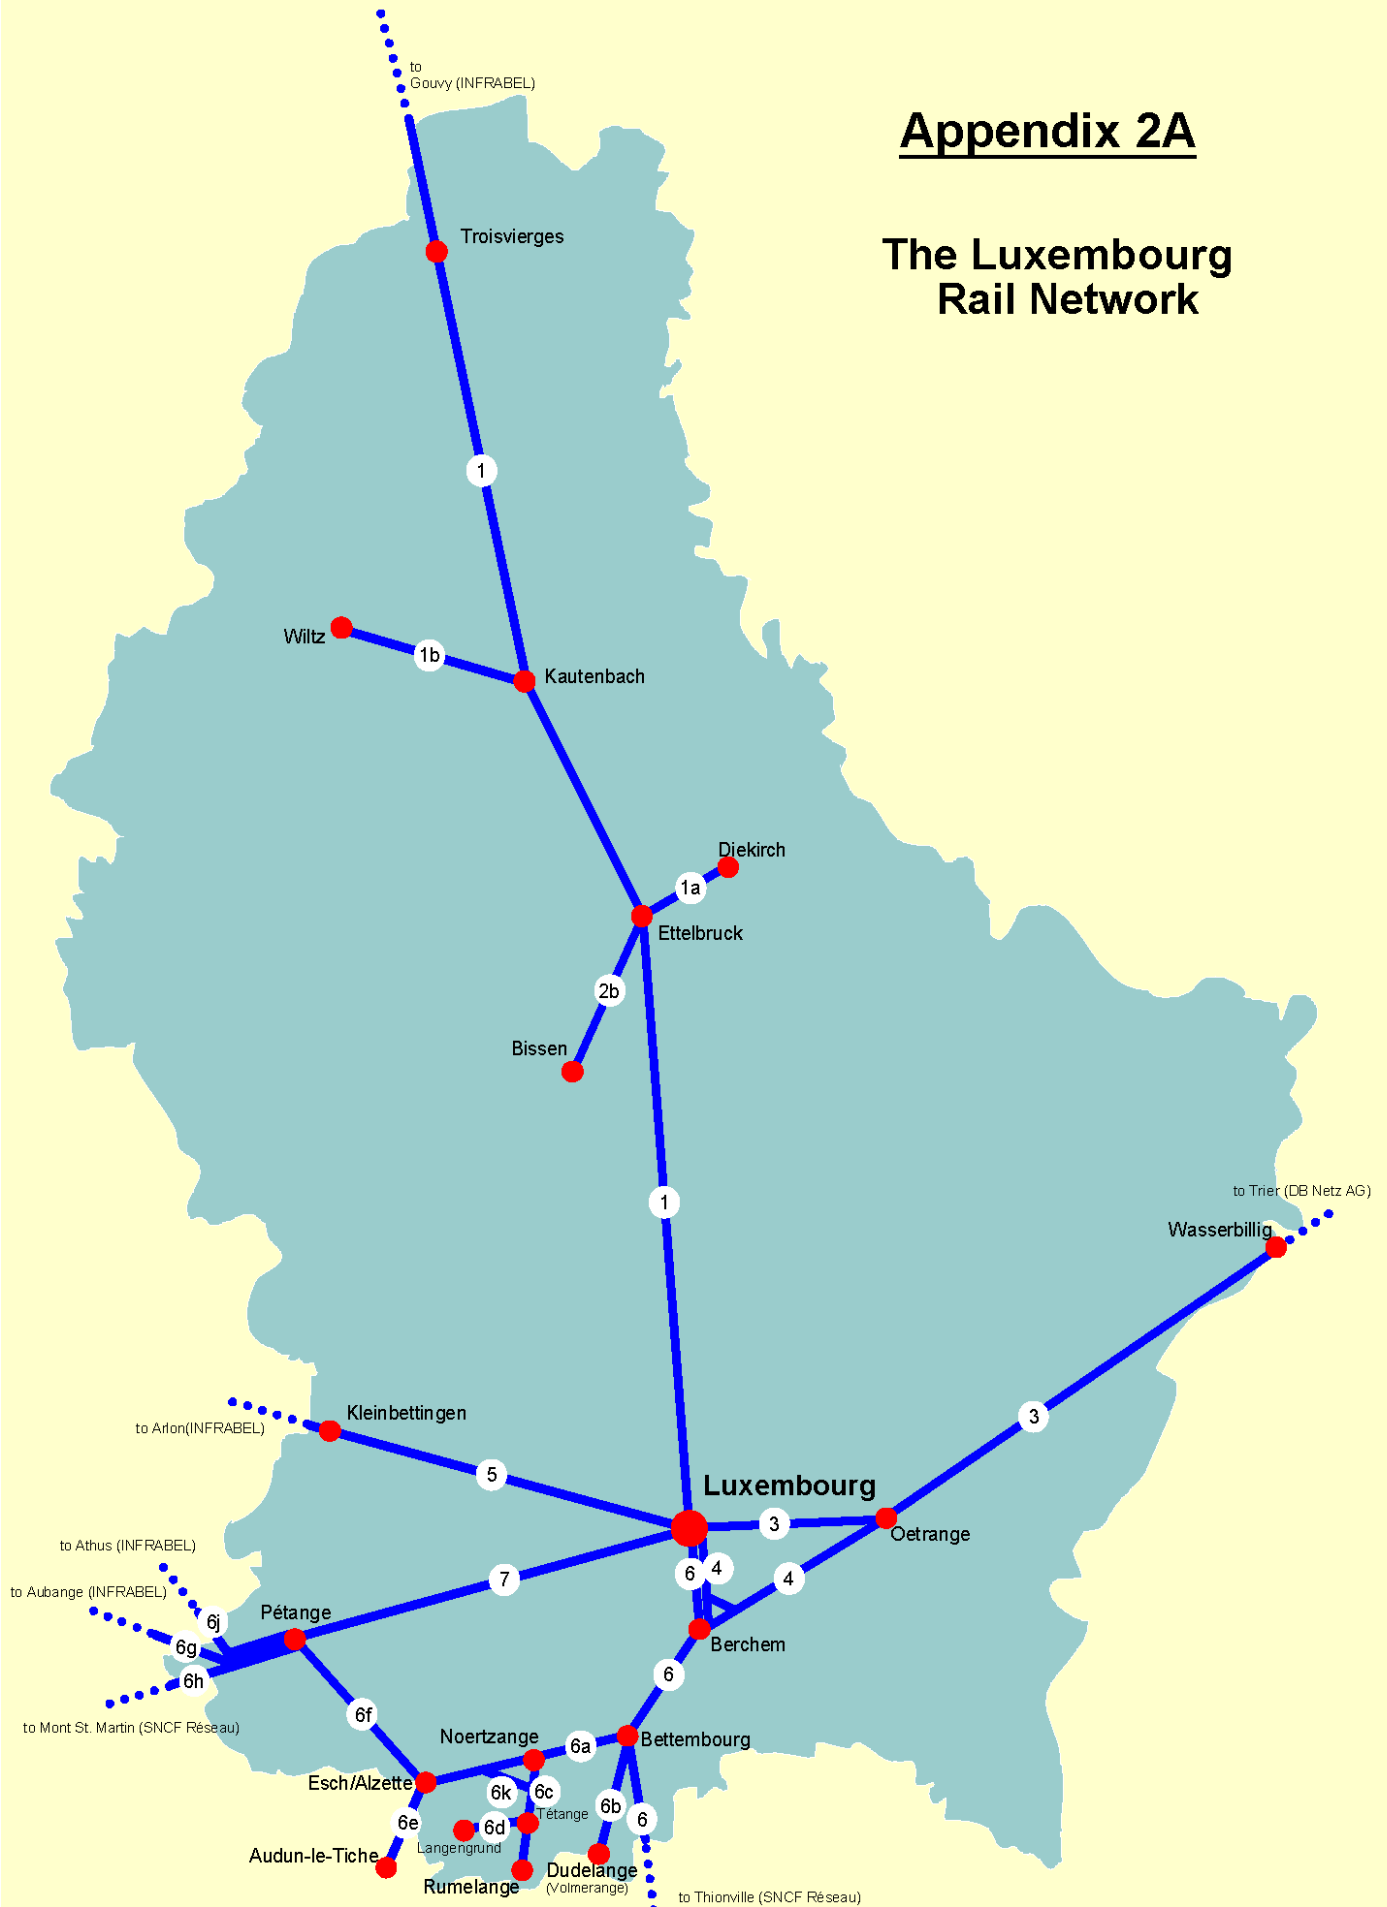 to
Gouvy (INFRABEL)
Appendix 2A
Troisvierges
The Luxembourg
Rail Network
1
Wiltz
1b
Kautenbach
Diekirch
1a
Ettelbruck
2b
Bissen
1
to Trier (DB Netz AG)
Wasserbillig
Kleinbettingen
3
to Arlon(INFRABEL)
5
Luxembourg
3
Oetrange
to Athus (INFRABEL)
6
4
4
7
to Aubange (INFRABEL)
Pétange
6j
6g
Berchem
6h
6
6f
to Mont St. Martin (SNCF Réseau)
Noertzange
6a
Bettembourg
Esch/Alzette
6k
6c
6b
6
6e
6d
Tétange
Langengrund
Audun-le-Tiche
Rumelange
Dudelange
(Volmerange)
to Thionville (SNCF Réseau)